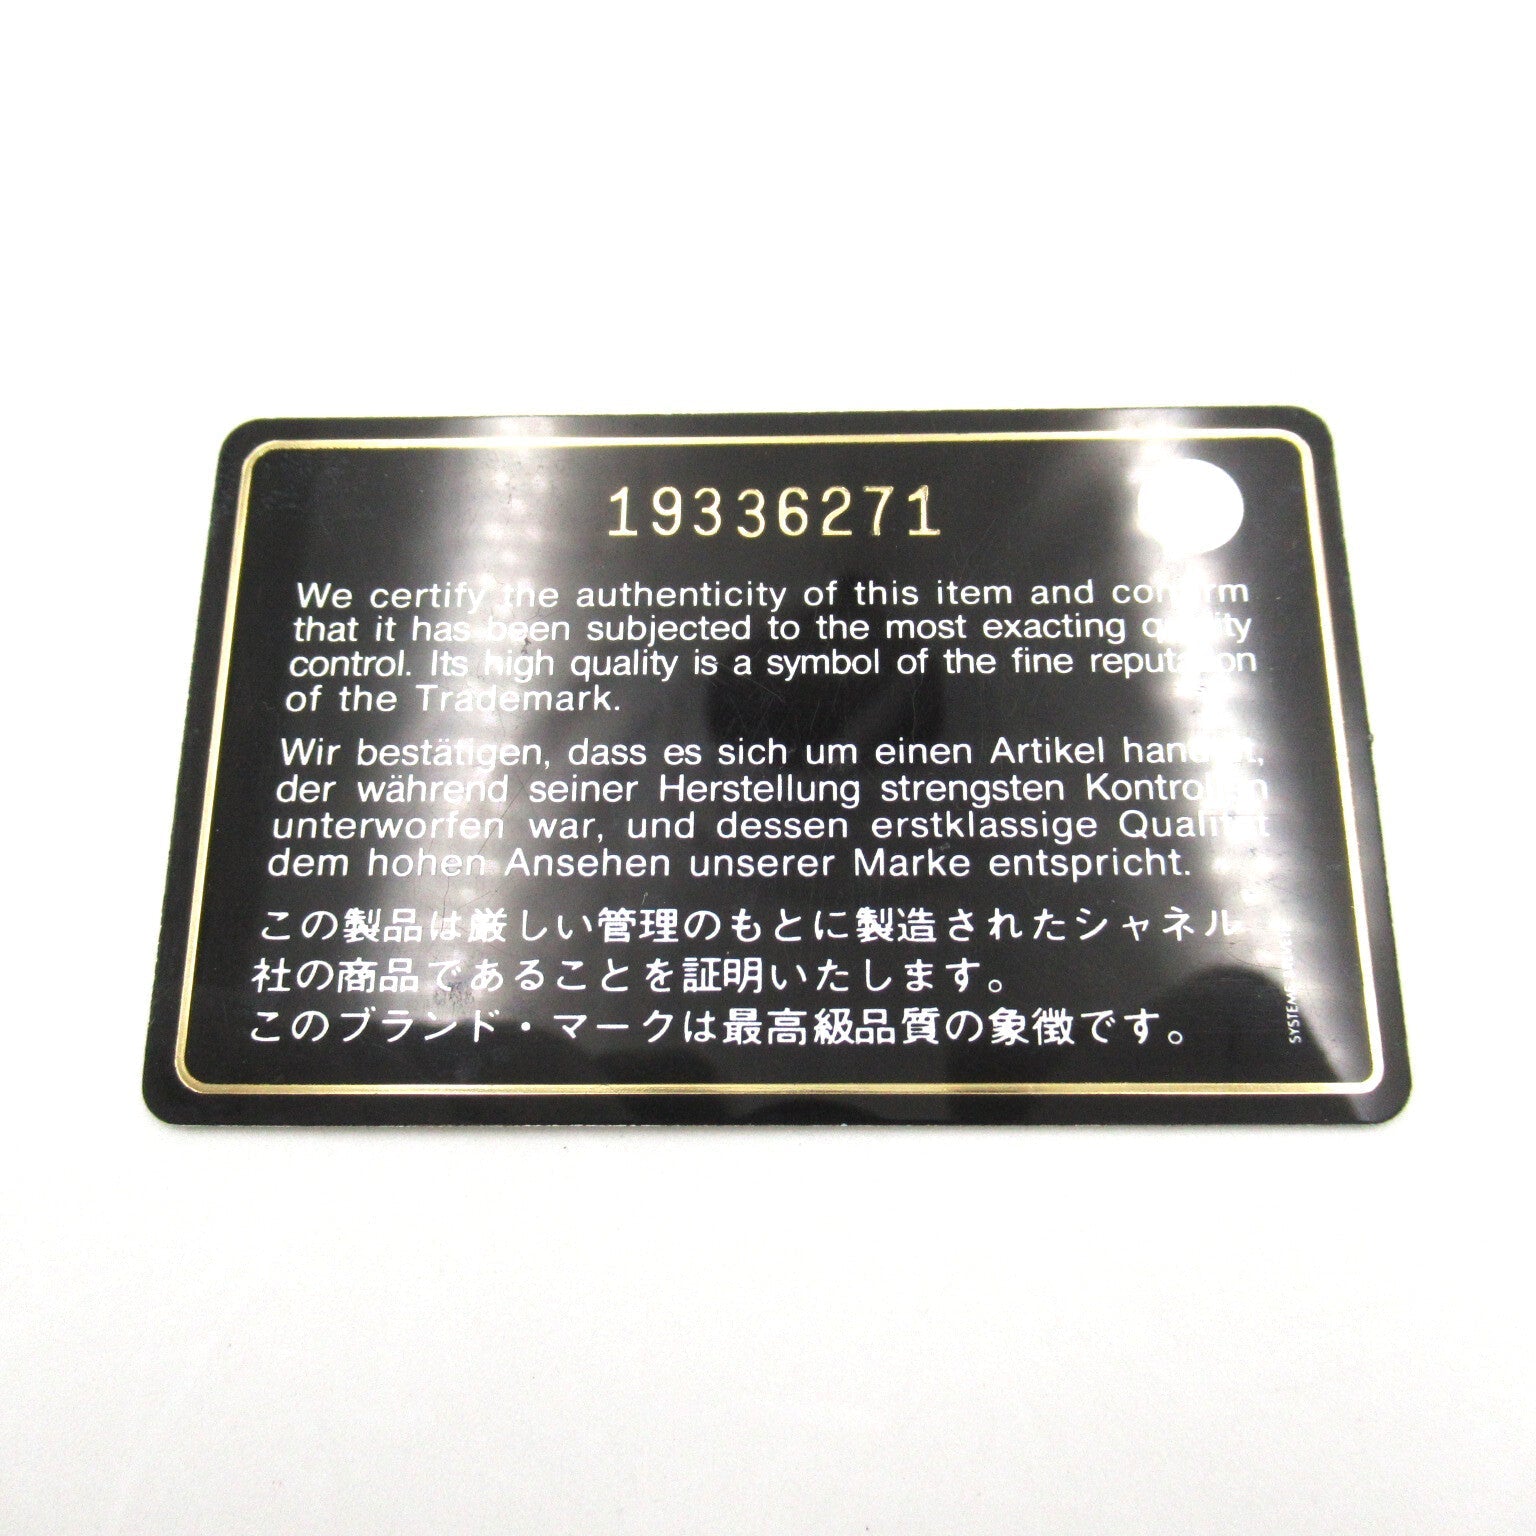 19336271
We certify the authenticity of this item and confirm
that it has been subjected to the most exacting quality
control. Its high quality is a symbol of the fine reputation
of the Trademark.
Wir bestätigen, dass es sich um einen Artikel handelt,
der während seiner Herstellung strengsten Kontrollen
unterworfen war, und dessen erstklassige Qualität
dem hohen Ansehen unserer Marke entspricht.
この製品は厳しい管理のもとに製造されたシャネル
社の商品であることを証明いたします。
このブランド・マークは最高級品質の象徴です。
SYSTEME